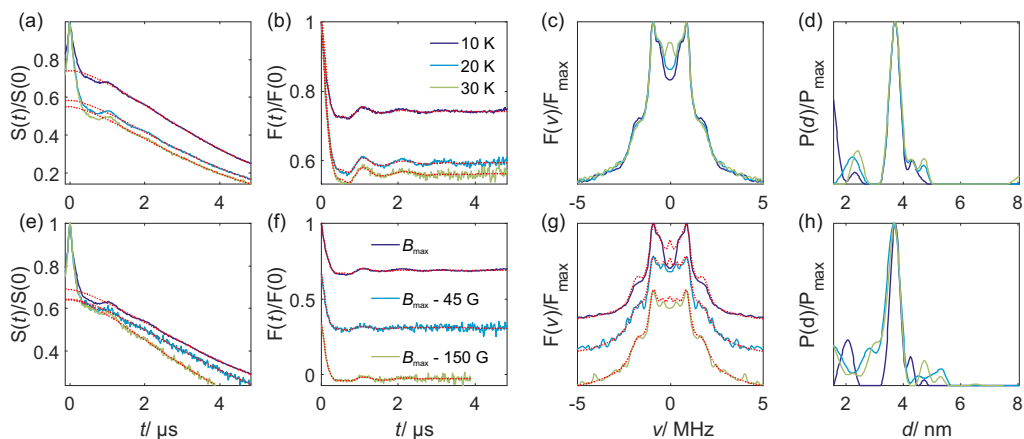 (a)
S(t)/S(0)
1
0.8
0.6
0.4
0.2
0 2 4
(b)
F(t)/F(0)
1
0.8
0.6
0 2 4
10 K
20 K
30 K
(c)
F(ν)/Fmax
-5 0 5
(d)
P(d)/Pmax
2 4 6 8
(e)
S(t)/S(0)
1
0.8
0.6
0.4
0 2 4
t/ μs
(f)
F(t)/F(0)
1
0.5
0
0 2 4
t/ μs
Bmax
Bmax - 45 G
Bmax - 150 G
(g)
F(ν)/Fmax
-5 0 5
ν/ MHz
(h)
P(d)/Pmax
2 4 6 8
d/ nm